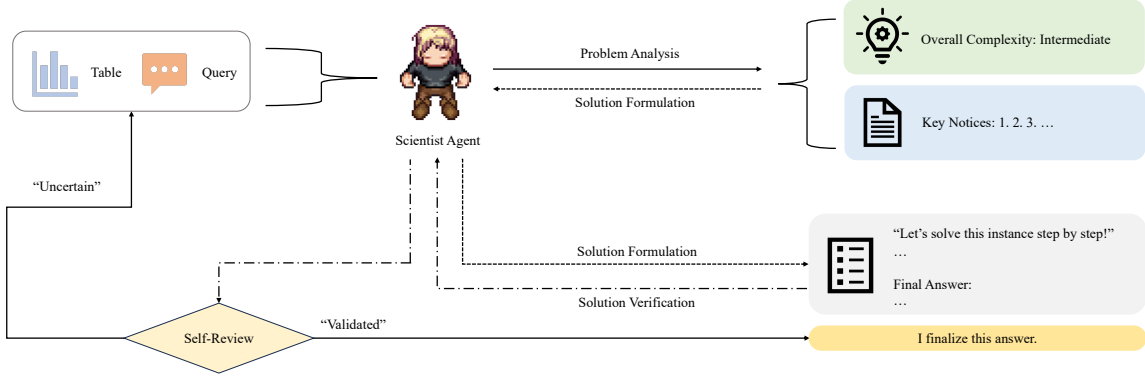 Table
Query
Scientist Agent
Problem Analysis
Solution Formulation
Overall Complexity: Intermediate
Key Notices: 1. 2. 3. …
“Uncertain”
Solution Formulation
Solution Verification
“Let’s solve this instance step by step!”
…
Final Answer:
…
Self-Review
“Validated”
I finalize this answer.